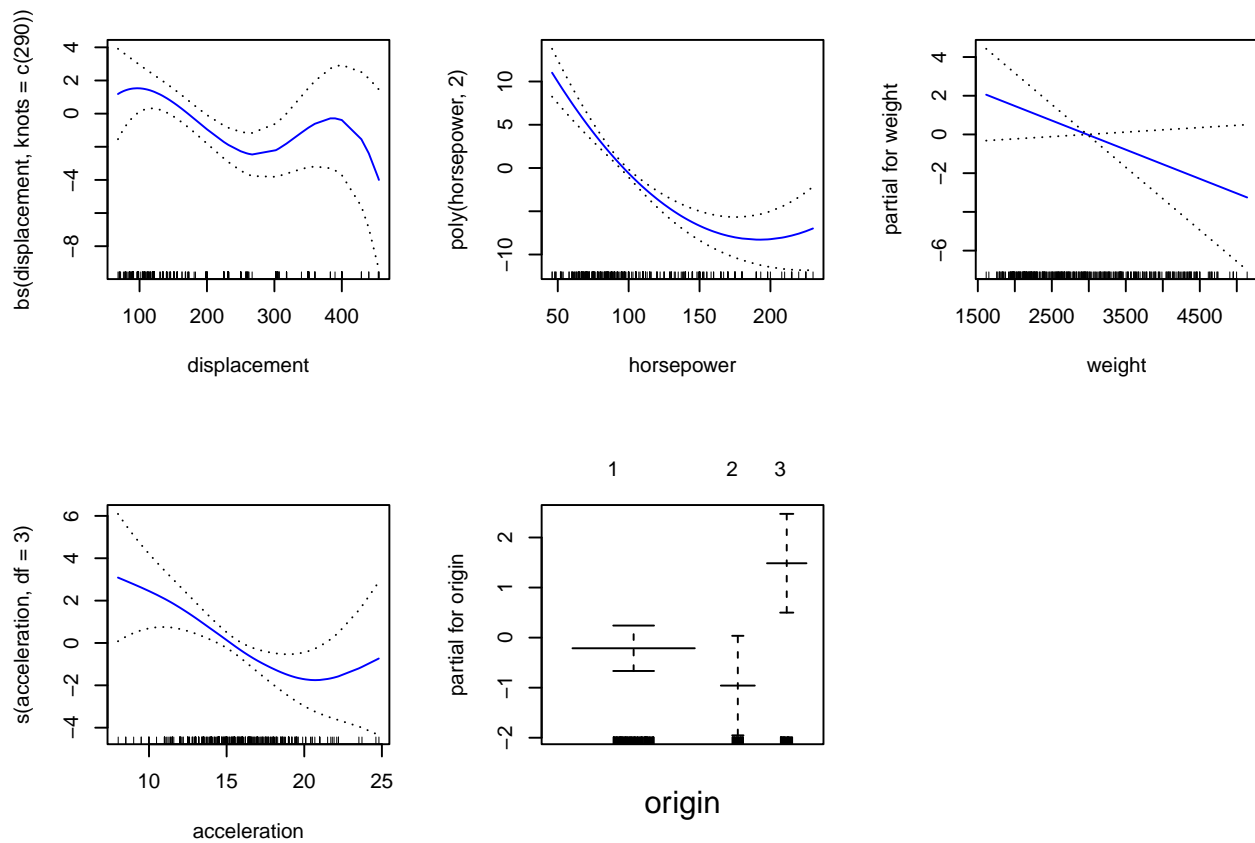 bs(displacement, knots = c(290))
4
2
0
−4
−8
100 200 300 400
displacement
poly(horsepower, 2)
10
5
0
−10
50 100 150 200
horsepower
partial for weight
4
2
0
−2
−6
1500 2500 3500 4500
weight
s(acceleration, df = 3)
6
4
2
0
−2
−4
10 15 20 25
acceleration
1 2 3
partial for origin
2
1
0
−1
−2
origin